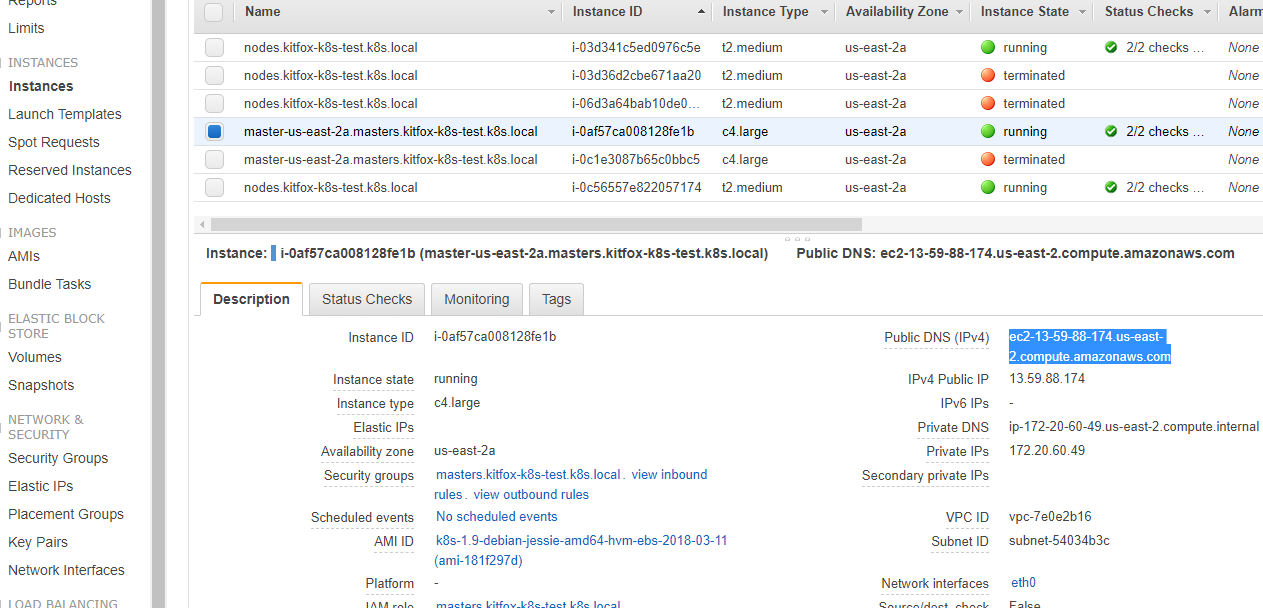 Reports
Limits
INSTANCES
Instances
Launch Templates
Spot Requests
Reserved Instances
Dedicated Hosts
IMAGES
AMIs
Bundle Tasks
ELASTIC BLOCK
STORE
Volumes
Snapshots
NETWORK &
SECURITY
Security Groups
Elastic IPs
Placement Groups
Key Pairs
Network Interfaces
LOAD BALANCING
Name Instance ID Instance Type Availability Zone Instance State Status Checks Alarm
nodes.kitfox-k8s-test.k8s.local i-03d341c5ed0976c5e t2.medium us-east-2a running 2/2 checks ... None
nodes.kitfox-k8s-test.k8s.local i-03d36d2cbe671aa20 t2.medium us-east-2a terminated None
nodes.kitfox-k8s-test.k8s.local i-06d3a64bab10de0... t2.medium us-east-2a terminated None
master-us-east-2a.masters.kitfox-k8s-test.k8s.local i-0af57ca008128fe1b c4.large us-east-2a running 2/2 checks ... None
master-us-east-2a.masters.kitfox-k8s-test.k8s.local i-0c1e3087b65c0bbc5 c4.large us-east-2a terminated None
nodes.kitfox-k8s-test.k8s.local i-0c56557e822057174 t2.medium us-east-2a running 2/2 checks ... None
Instance: i-0af57ca008128fe1b (master-us-east-2a.masters.kitfox-k8s-test.k8s.local) Public DNS: ec2-13-59-88-174.us-east-2.compute.amazonaws.com
Description Status Checks Monitoring Tags
Instance ID i-0af57ca008128fe1b
Instance state running
Instance type c4.large
Elastic IPs
Availability zone us-east-2a
Security groups masters.kitfox-k8s-test.k8s.local. view inbound
rules. view outbound rules
Scheduled events No scheduled events
AMI ID k8s-1.9-debian-jessie-amd64-hvm-ebs-2018-03-11
(ami-181f297d)
Platform -
IAM role masters.kitfox-k8s-test.k8s.local
Public DNS (IPv4) ec2-13-59-88-174.us-east-
2.compute.amazonaws.com
IPv4 Public IP 13.59.88.174
IPv6 IPs -
Private DNS ip-172-20-60-49.us-east-2.compute.internal
Private IPs 172.20.60.49
Secondary private IPs
VPC ID vpc-7e0e2b16
Subnet ID subnet-54034b3c
Network interfaces eth0
Source/dest. check False